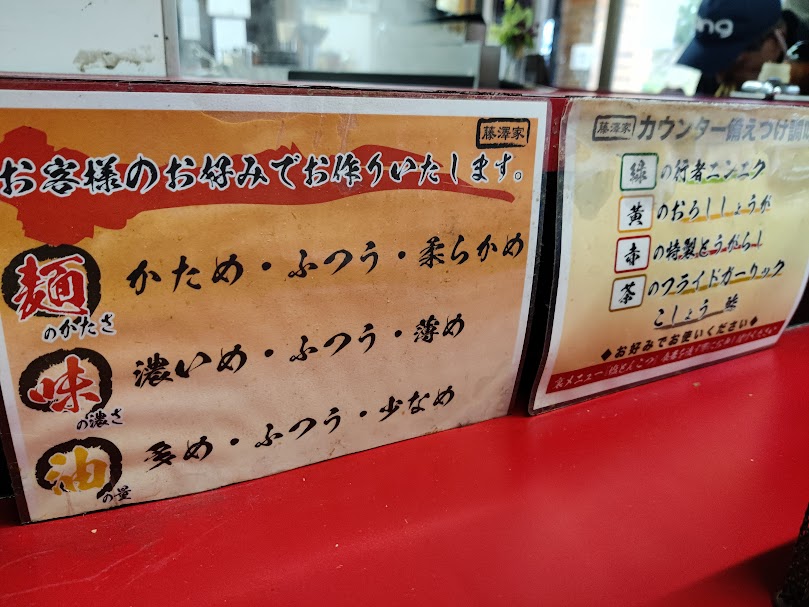 藤澤家
お客様のお好みでお作りいたします。
麺のかたさ
かため・ふつう・柔らかめ
味の濃さ
濃いめ・ふつう・薄め
油の量
多め・ふつう・少なめ
藤澤家
カウンター備えつけ調
緑の行者ニンニク
黄のおろししょうが
赤の特製とうがらし
茶のフライドガーリック
こしょう 酢
◆お好みでお使いください◆
裏メニュー